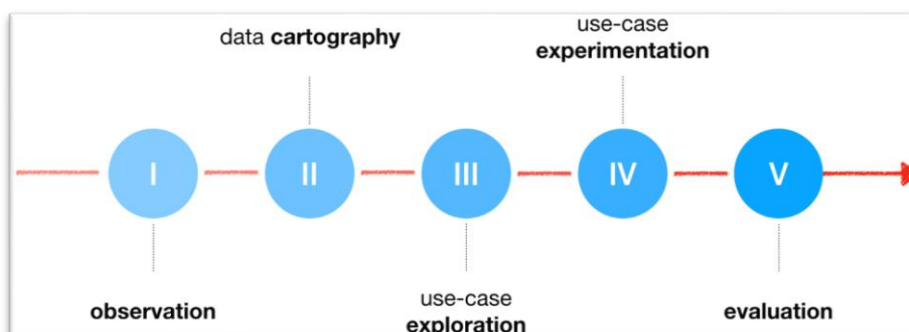 data cartography
use-case
experimentation
I
II
III
IV
V
observation
use-case
exploration
evaluation